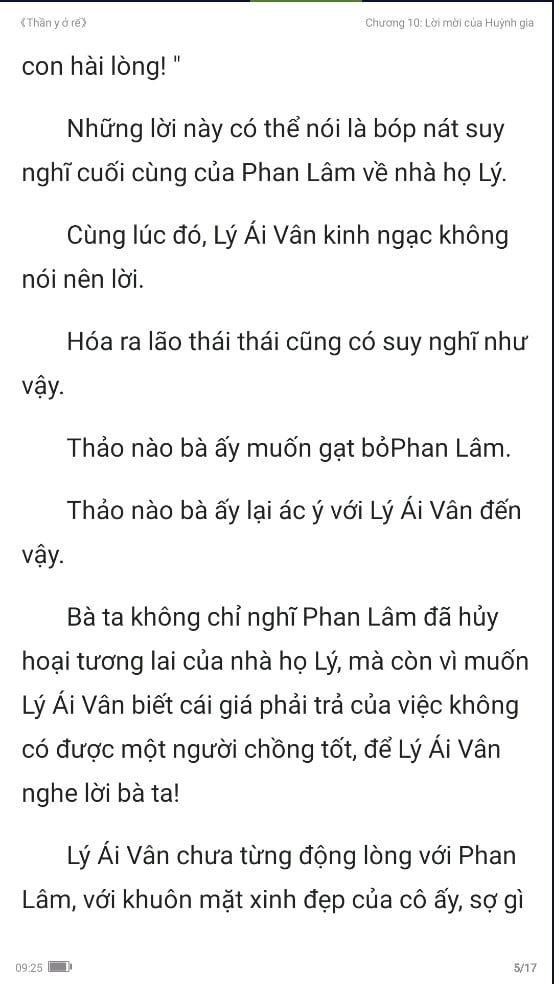 《Thần y ở rể》
Chương 10: Lời mời của Huỳnh gia
con hài lòng! "
Những lời này có thể nói là bóp nát suy
nghĩ cuối cùng của Phan Lâm về nhà họ Lý.
Cùng lúc đó, Lý Ái Vân kinh ngạc không
nói nên lời.
Hóa ra lão thái thái cũng có suy nghĩ như
vậy.
Thảo nào bà ấy muốn gạt bỏPhan Lâm.
Thảo nào bà ấy lại ác ý với Lý Ái Vân đến
vậy.
Bà ta không chỉ nghĩ Phan Lâm đã hủy
hoại tương lai của nhà họ Lý, mà còn vì muốn
Lý Ái Vân biết cái giá phải trả của việc không
có được một người chồng tốt, để Lý Ái Vân
nghe lời bà ta!
Lý Ái Vân chưa từng động lòng với Phan
Lâm, với khuôn mặt xinh đẹp của cô ấy, sợ gì
09:25
5/17